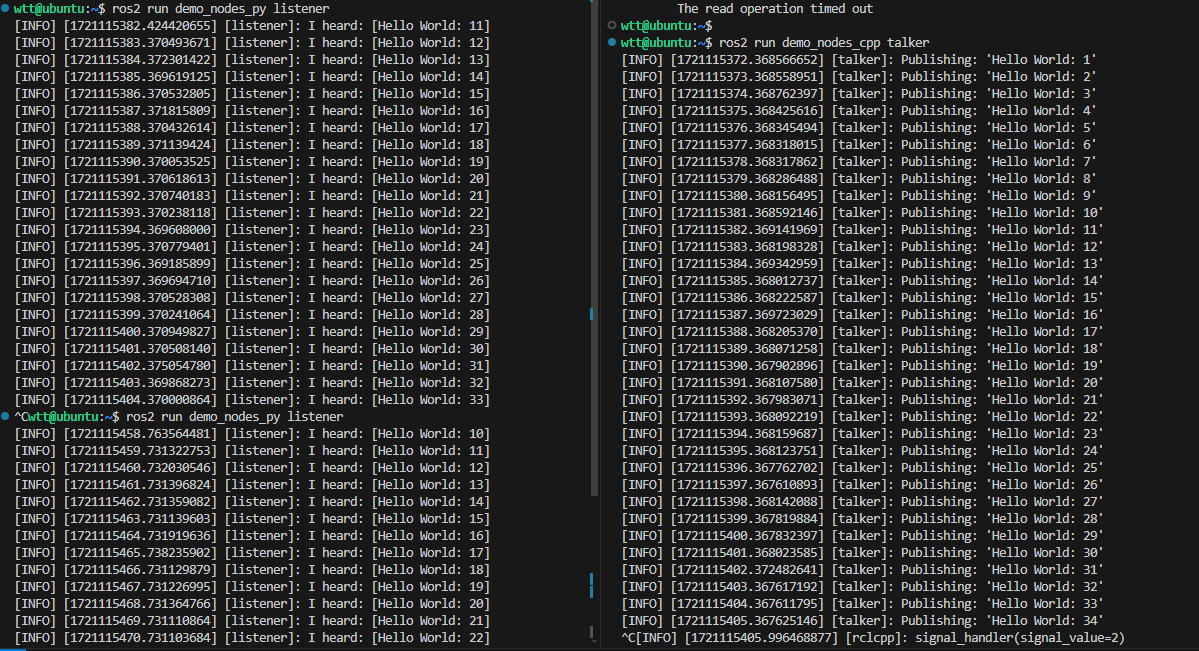 wtt@ubuntu:~$ ros2 run demo_nodes_py listener
[INFO] [1721115382.424420655] [listener]: I heard: [Hello World: 11]
[INFO] [1721115383.370493671] [listener]: I heard: [Hello World: 12]
[INFO] [1721115384.372301422] [listener]: I heard: [Hello World: 13]
[INFO] [1721115385.369619125] [listener]: I heard: [Hello World: 14]
[INFO] [1721115386.370532805] [listener]: I heard: [Hello World: 15]
[INFO] [1721115387.371815809] [listener]: I heard: [Hello World: 16]
[INFO] [1721115388.370432614] [listener]: I heard: [Hello World: 17]
[INFO] [1721115389.371139424] [listener]: I heard: [Hello World: 18]
[INFO] [1721115390.370053525] [listener]: I heard: [Hello World: 19]
[INFO] [1721115391.370618613] [listener]: I heard: [Hello World: 20]
[INFO] [1721115392.370740183] [listener]: I heard: [Hello World: 21]
[INFO] [1721115393.370238118] [listener]: I heard: [Hello World: 22]
[INFO] [1721115394.369608000] [listener]: I heard: [Hello World: 23]
[INFO] [1721115395.370779401] [listener]: I heard: [Hello World: 24]
[INFO] [1721115396.369185899] [listener]: I heard: [Hello World: 25]
[INFO] [1721115397.369694710] [listener]: I heard: [Hello World: 26]
[INFO] [1721115398.370528308] [listener]: I heard: [Hello World: 27]
[INFO] [1721115399.370241064] [listener]: I heard: [Hello World: 28]
[INFO] [1721115400.370949827] [listener]: I heard: [Hello World: 29]
[INFO] [1721115401.370508140] [listener]: I heard: [Hello World: 30]
[INFO] [1721115402.375054780] [listener]: I heard: [Hello World: 31]
[INFO] [1721115403.369868273] [listener]: I heard: [Hello World: 32]
[INFO] [1721115404.370000864] [listener]: I heard: [Hello World: 33]
^Cwtt@ubuntu:~$ ros2 run demo_nodes_py listener
[INFO] [1721115458.763564481] [listener]: I heard: [Hello World: 10]
[INFO] [1721115459.731322753] [listener]: I heard: [Hello World: 11]
[INFO] [1721115460.732030546] [listener]: I heard: [Hello World: 12]
[INFO] [1721115461.731396824] [listener]: I heard: [Hello World: 13]
[INFO] [1721115462.731359082] [listener]: I heard: [Hello World: 14]
[INFO] [1721115463.731139603] [listener]: I heard: [Hello World: 15]
[INFO] [1721115464.731919636] [listener]: I heard: [Hello World: 16]
[INFO] [1721115465.738235902] [listener]: I heard: [Hello World: 17]
[INFO] [1721115466.731129879] [listener]: I heard: [Hello World: 18]
[INFO] [1721115467.731226995] [listener]: I heard: [Hello World: 19]
[INFO] [1721115468.731364766] [listener]: I heard: [Hello World: 20]
[INFO] [1721115469.731110864] [listener]: I heard: [Hello World: 21]
[INFO] [1721115470.731103684] [listener]: I heard: [Hello World: 22]
The read operation timed out
wtt@ubuntu:~$
wtt@ubuntu:~$ ros2 run demo_nodes_cpp talker
[INFO] [1721115372.368566652] [talker]: Publishing: 'Hello World: 1'
[INFO] [1721115373.368558951] [talker]: Publishing: 'Hello World: 2'
[INFO] [1721115374.368762397] [talker]: Publishing: 'Hello World: 3'
[INFO] [1721115375.368425616] [talker]: Publishing: 'Hello World: 4'
[INFO] [1721115376.368345494] [talker]: Publishing: 'Hello World: 5'
[INFO] [1721115377.368318015] [talker]: Publishing: 'Hello World: 6'
[INFO] [1721115378.368317862] [talker]: Publishing: 'Hello World: 7'
[INFO] [1721115379.368286488] [talker]: Publishing: 'Hello World: 8'
[INFO] [1721115380.368156495] [talker]: Publishing: 'Hello World: 9'
[INFO] [1721115381.368592146] [talker]: Publishing: 'Hello World: 10'
[INFO] [1721115382.369141969] [talker]: Publishing: 'Hello World: 11'
[INFO] [1721115383.368198328] [talker]: Publishing: 'Hello World: 12'
[INFO] [1721115384.369342959] [talker]: Publishing: 'Hello World: 13'
[INFO] [1721115385.368012737] [talker]: Publishing: 'Hello World: 14'
[INFO] [1721115386.368222587] [talker]: Publishing: 'Hello World: 15'
[INFO] [1721115387.369723029] [talker]: Publishing: 'Hello World: 16'
[INFO] [1721115388.368205370] [talker]: Publishing: 'Hello World: 17'
[INFO] [1721115389.368071258] [talker]: Publishing: 'Hello World: 18'
[INFO] [1721115390.367902896] [talker]: Publishing: 'Hello World: 19'
[INFO] [1721115391.368107580] [talker]: Publishing: 'Hello World: 20'
[INFO] [1721115392.367983071] [talker]: Publishing: 'Hello World: 21'
[INFO] [1721115393.368092219] [talker]: Publishing: 'Hello World: 22'
[INFO] [1721115394.368159687] [talker]: Publishing: 'Hello World: 23'
[INFO] [1721115395.368123751] [talker]: Publishing: 'Hello World: 24'
[INFO] [1721115396.367762702] [talker]: Publishing: 'Hello World: 25'
[INFO] [1721115397.367610893] [talker]: Publishing: 'Hello World: 26'
[INFO] [1721115398.368142088] [talker]: Publishing: 'Hello World: 27'
[INFO] [1721115399.367819884] [talker]: Publishing: 'Hello World: 28'
[INFO] [1721115400.367832397] [talker]: Publishing: 'Hello World: 29'
[INFO] [1721115401.368023585] [talker]: Publishing: 'Hello World: 30'
[INFO] [1721115402.372482641] [talker]: Publishing: 'Hello World: 31'
[INFO] [1721115403.367617192] [talker]: Publishing: 'Hello World: 32'
[INFO] [1721115404.367611795] [talker]: Publishing: 'Hello World: 33'
[INFO] [1721115405.367625146] [talker]: Publishing: 'Hello World: 34'
^C[INFO] [1721115405.996468877] [rclcpp]: signal_handler(signal_value=2)